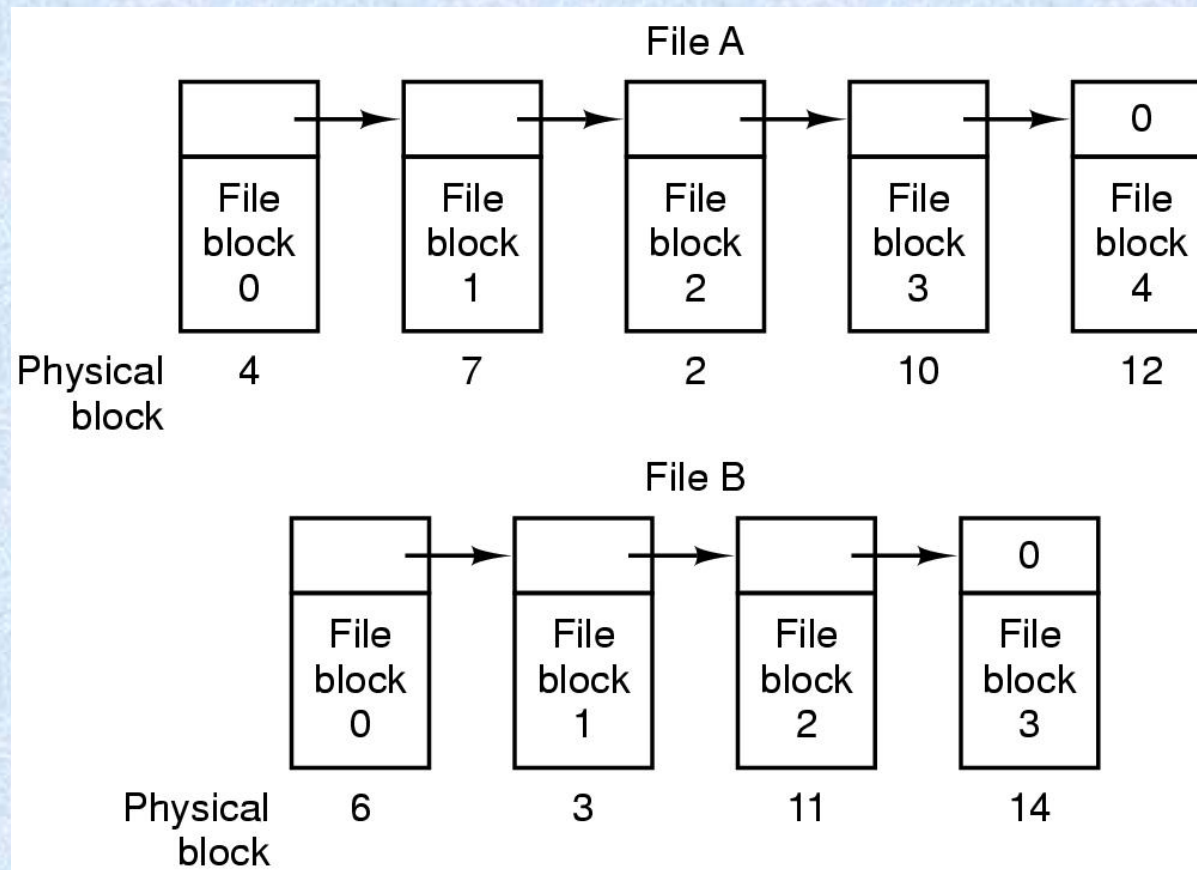 File A
0
File File File File File
block block block block block
0 1 2 3 4
Physical 4 7 2 10 12
block
File B
0
File File File File
block block block block
0 1 2 3
Physical 6 3 11 14
block